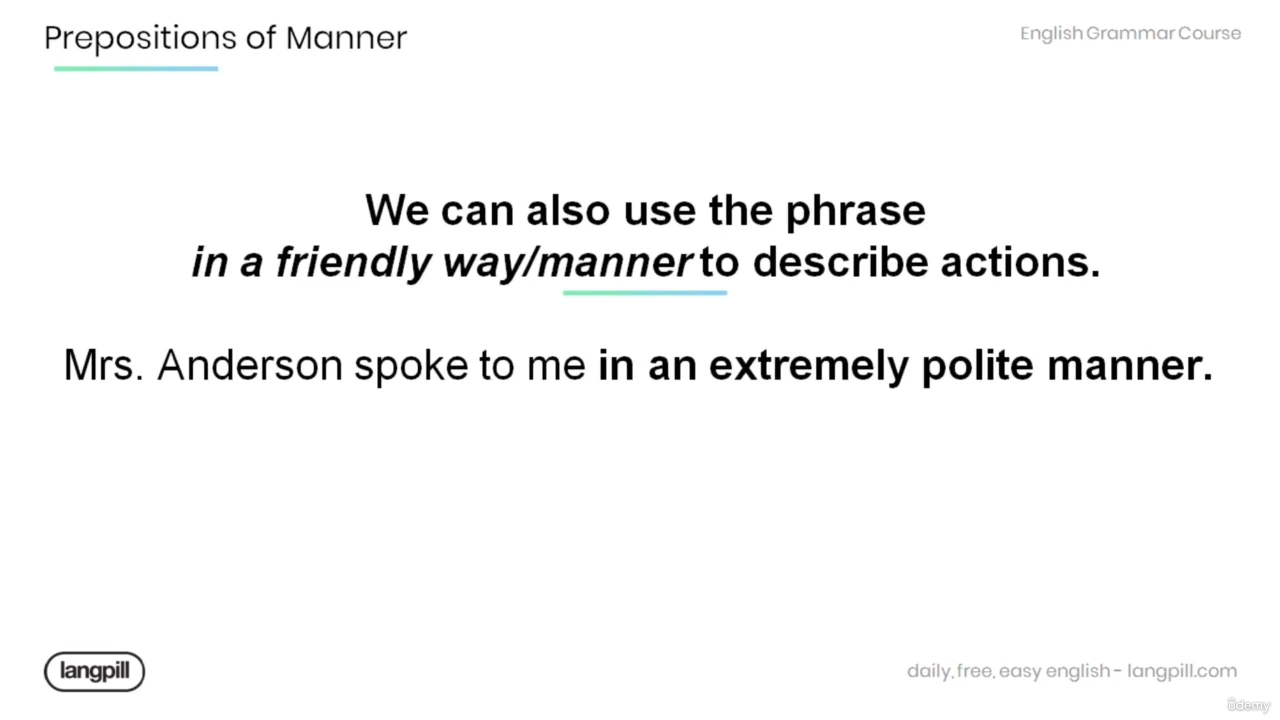 Prepositions of Manner
English Grammar Course
We can also use the phrase
in a friendly way/manner to describe actions.
Mrs. Anderson spoke to me in an extremely polite manner.
langpill
daily, free, easy english - langpill.com
ûdemy